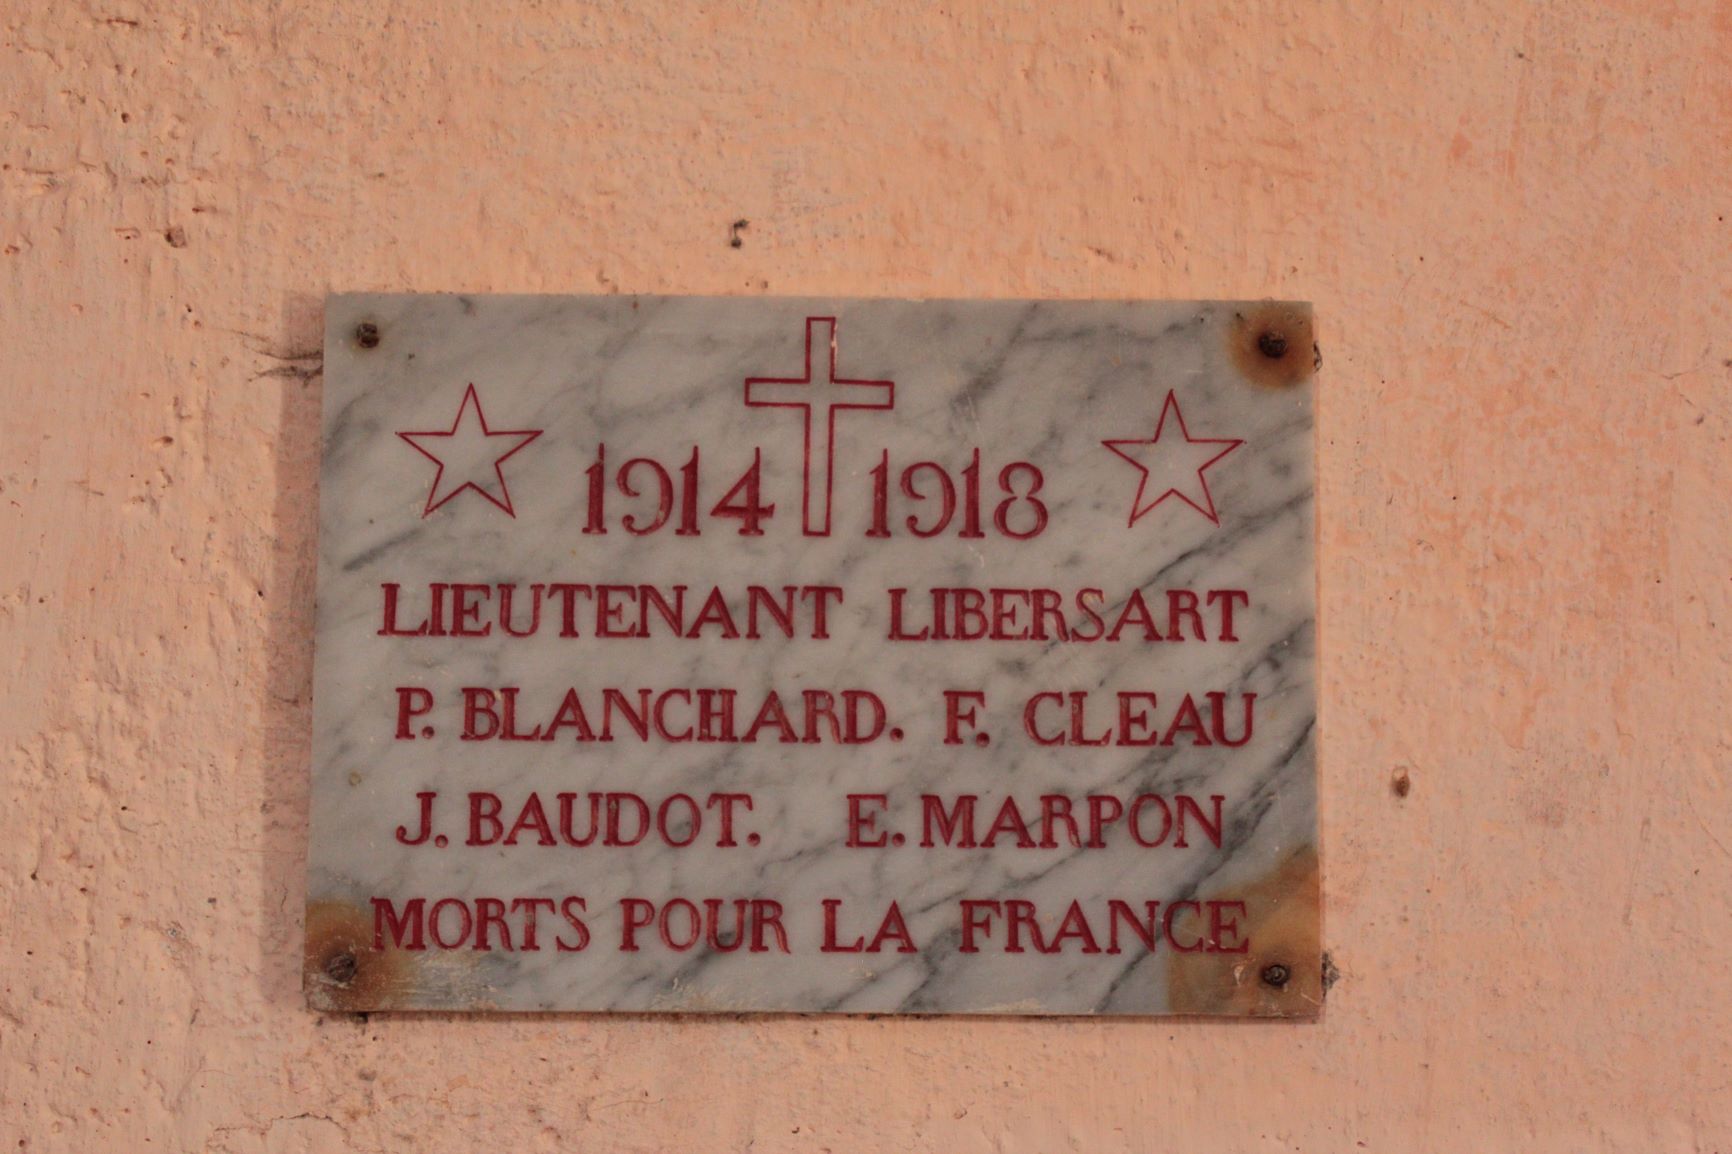 1914 1918
LIEUTENANT LIBERSART
P. BLANCHARD. F. CLEAU
J. BAUDOT. E. MARPON
MORTS POUR LA FRANCE